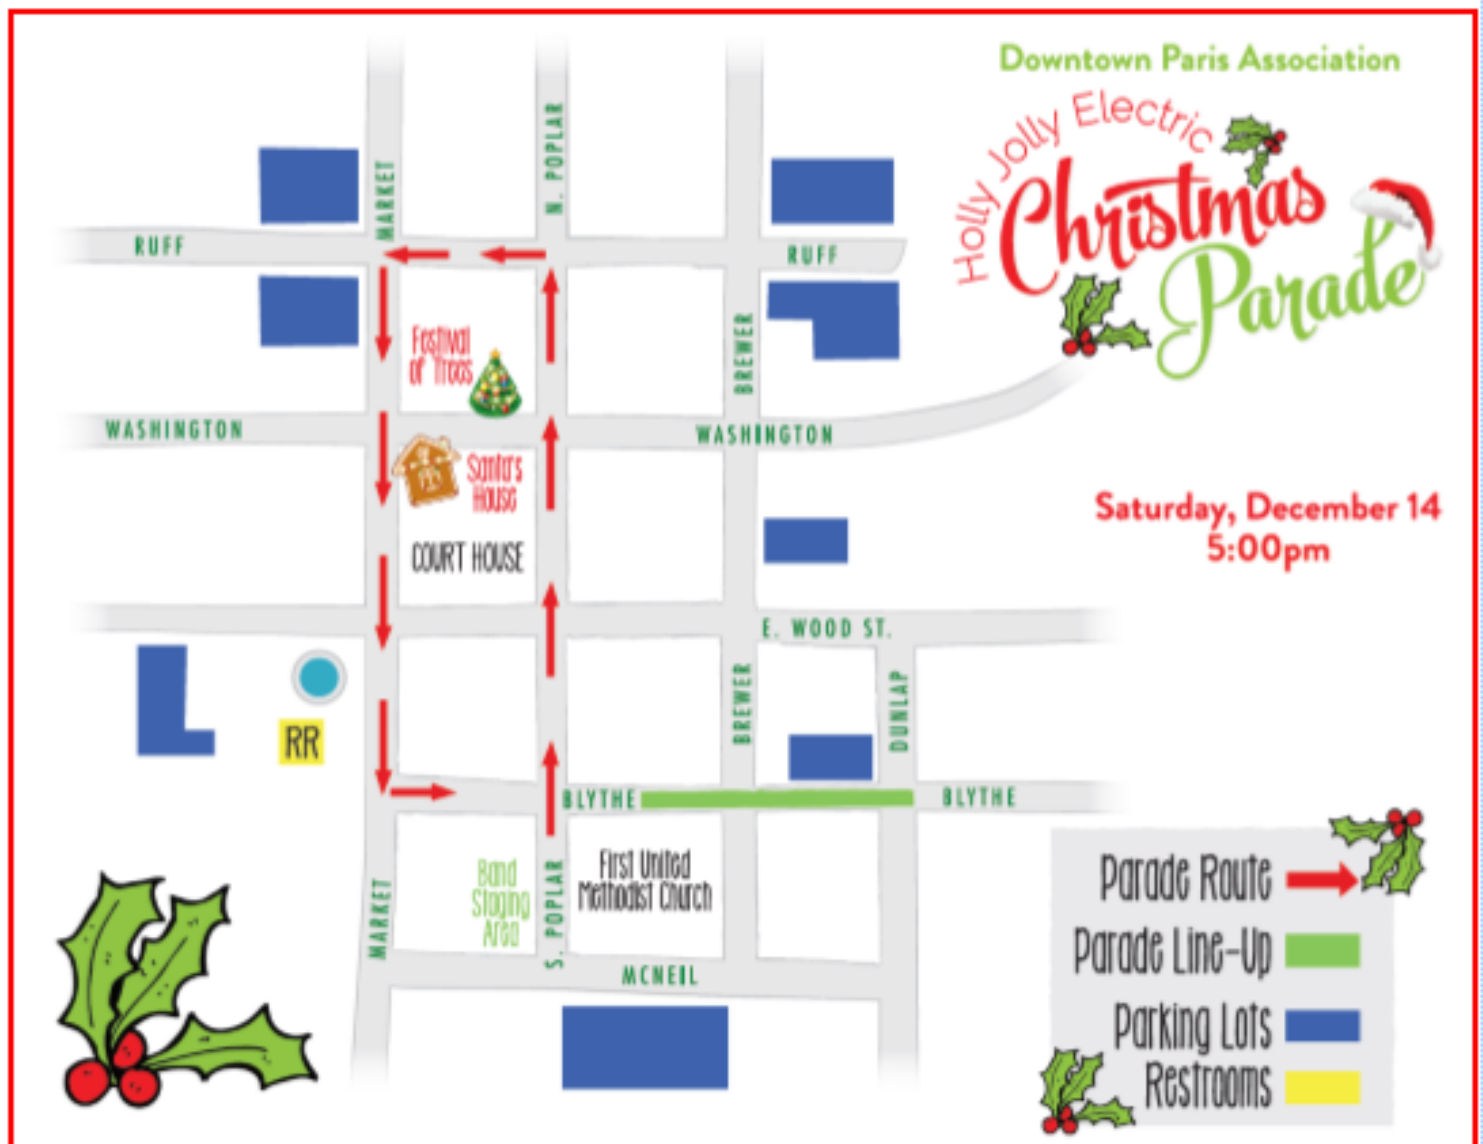 Downtown Paris Association
Holly Jolly Electric
Christmas
Parade
Saturday, December 14
5:00pm
MARKET
N. POPLAR
RUFF
RUFF
Festival
of Trees
BREWER
WASHINGTON
WASHINGTON
Santa's
House
COURT HOUSE
E. WOOD ST.
BREWER
DUNLAP
RR
BLYTHE
BLYTHE
MARKET
Band
Staging
Area
S. POPLAR
First United
Methodist Church
MCNEIL
Parade Route
Parade Line-Up
Parking Lots
Restrooms